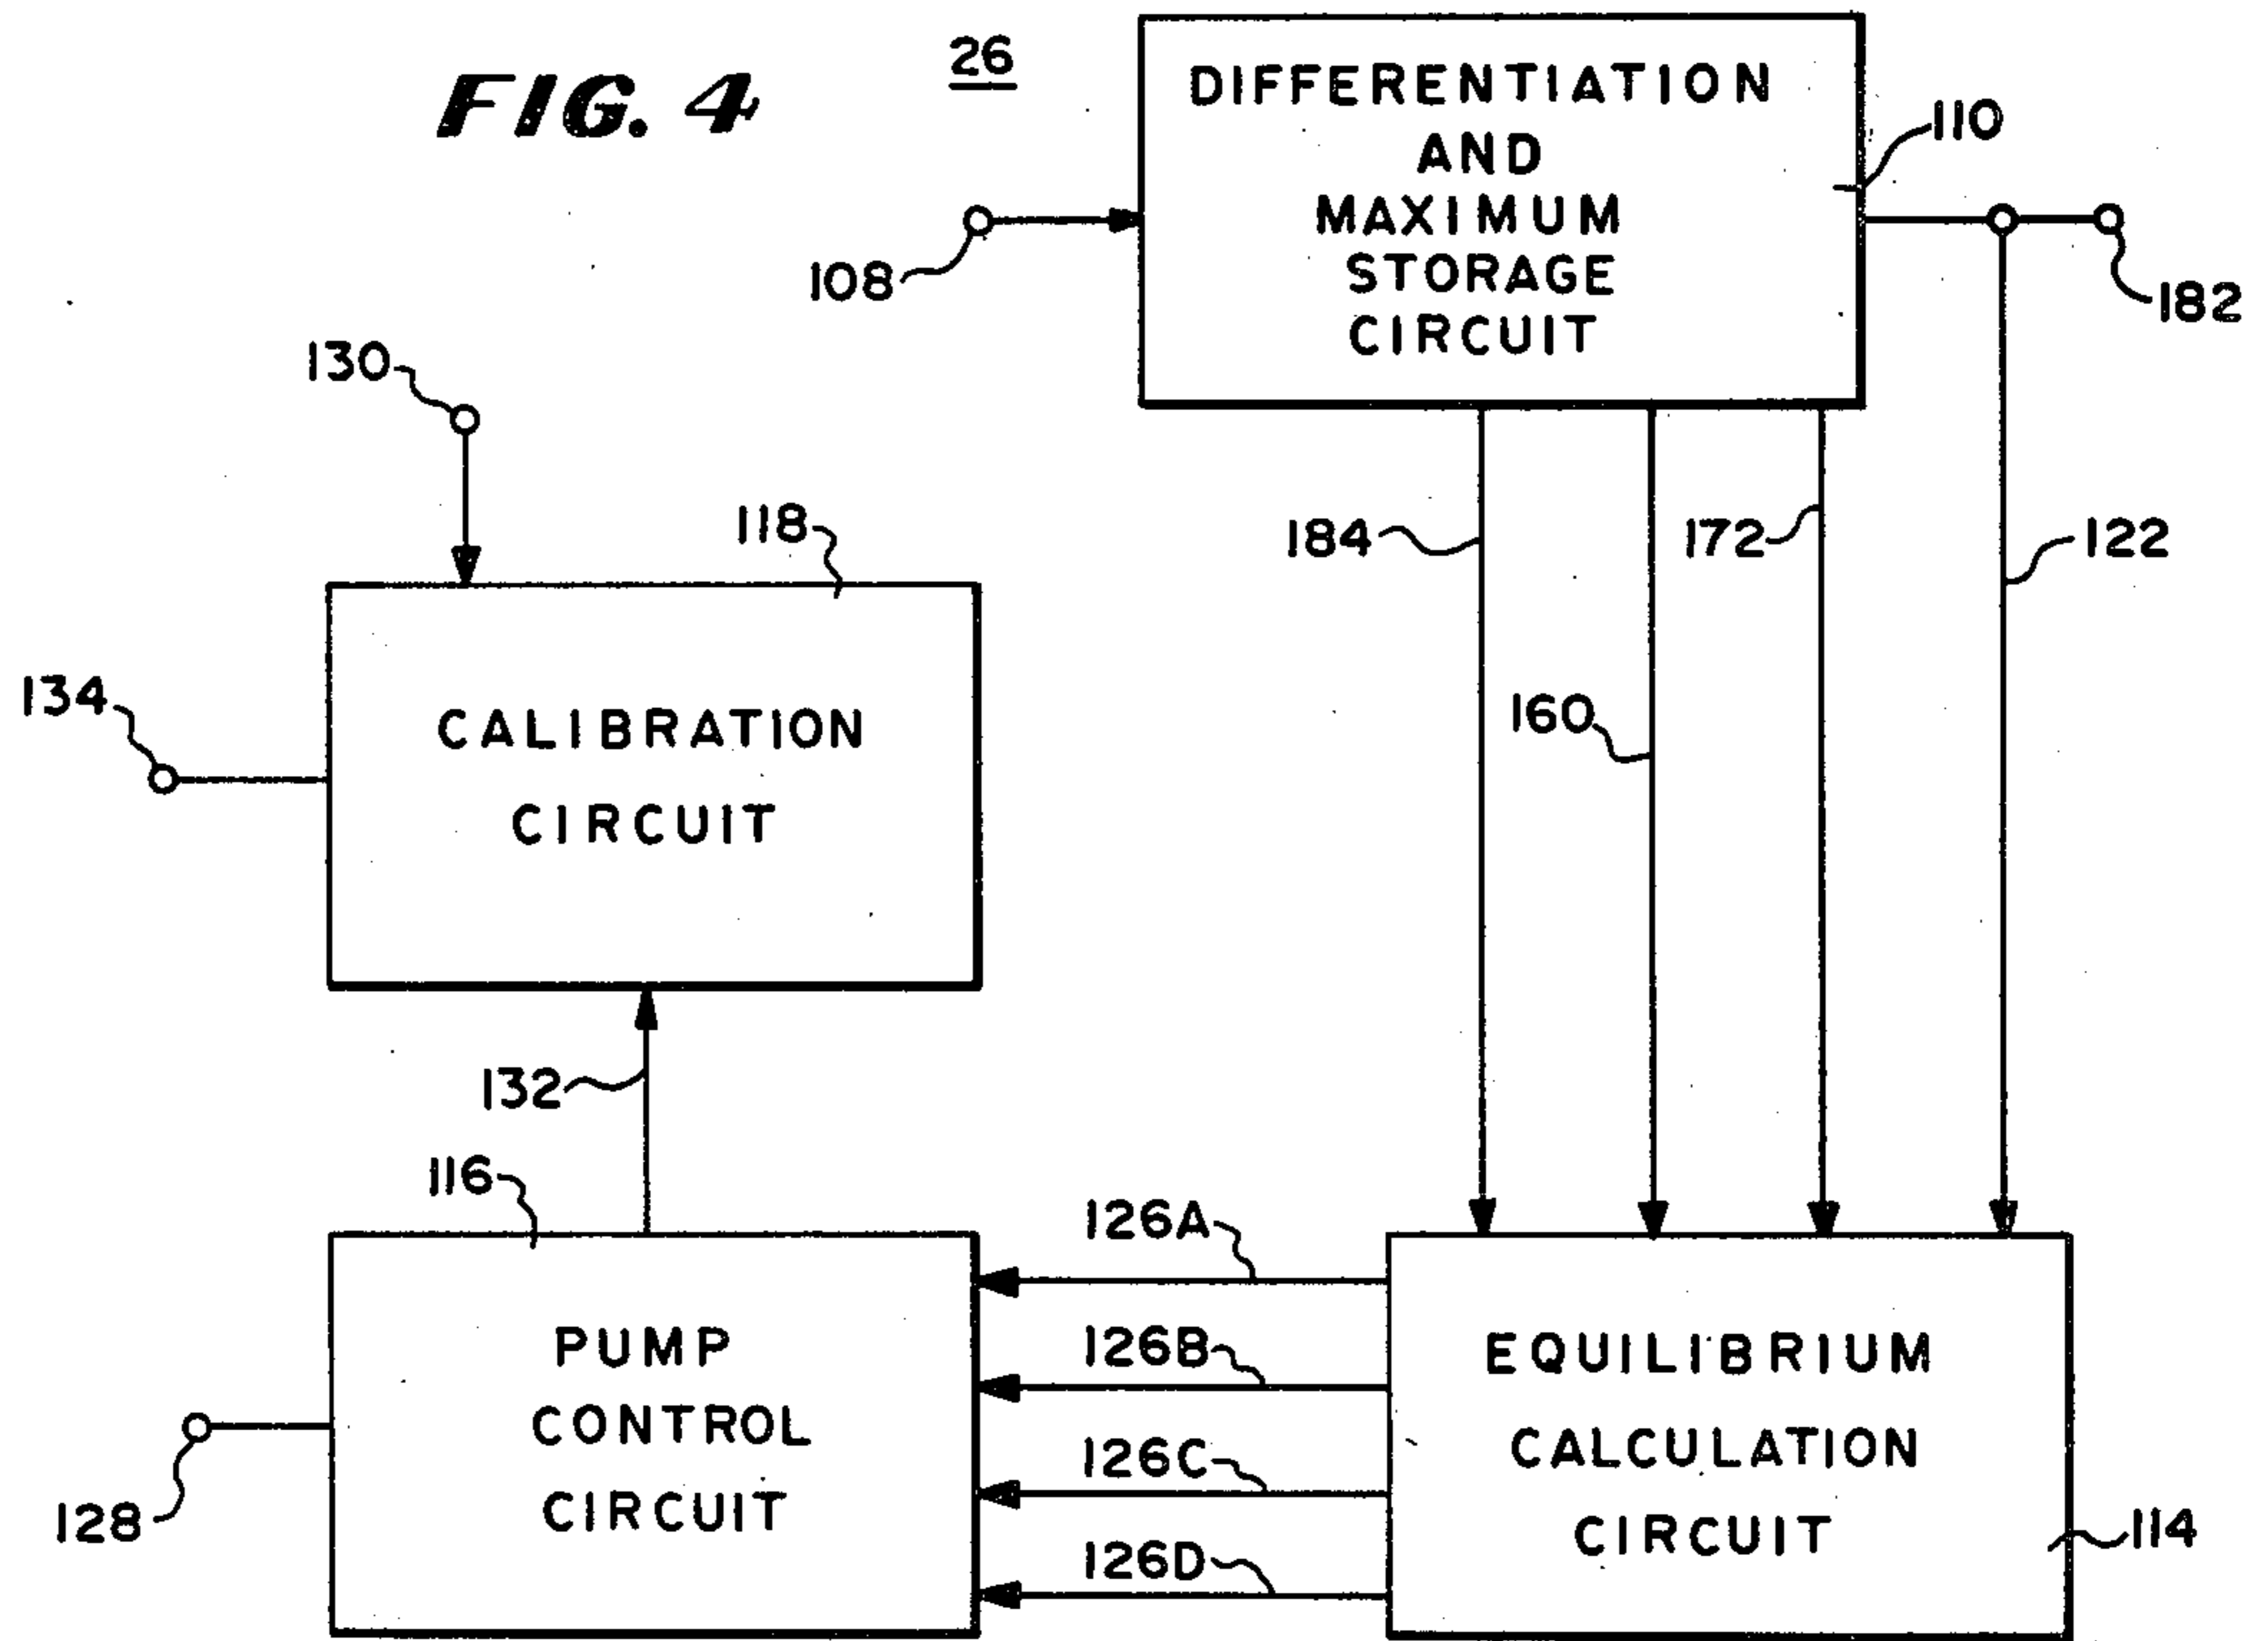 FIG. 4
26
DIFFERENTIATION
AND
MAXIMUM
STORAGE
CIRCUIT
110
108
182
130
118
184
172
122
134
CALIBRATION
CIRCUIT
160
132
116
126A
126B
126C
126D
PUMP
CONTROL
CIRCUIT
128
EQUILIBRIUM
CALCULATION
CIRCUIT
114